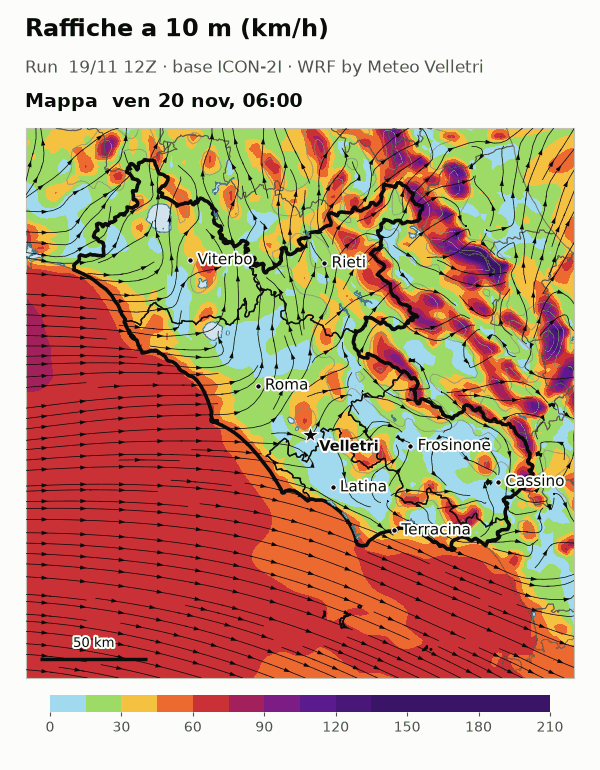 Raffiche a 10 m (km/h)
Run  19/11 12Z · base ICON-2I · WRF by Meteo Velletri
Mappa  ven 20 nov, 06:00
Viterbo
Rieti
Roma
Velletri
Frosinone
Cassino
Latina
Terracina
50 km
0 30 60 90 120 150 180 210